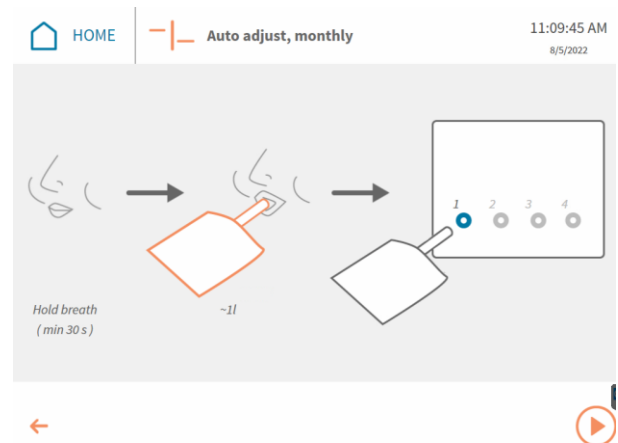 HOME
Auto adjust, monthly
11:09:45 AM
8/5/2022
1 2 3 4
Hold breath
( min 30 s )
~1l